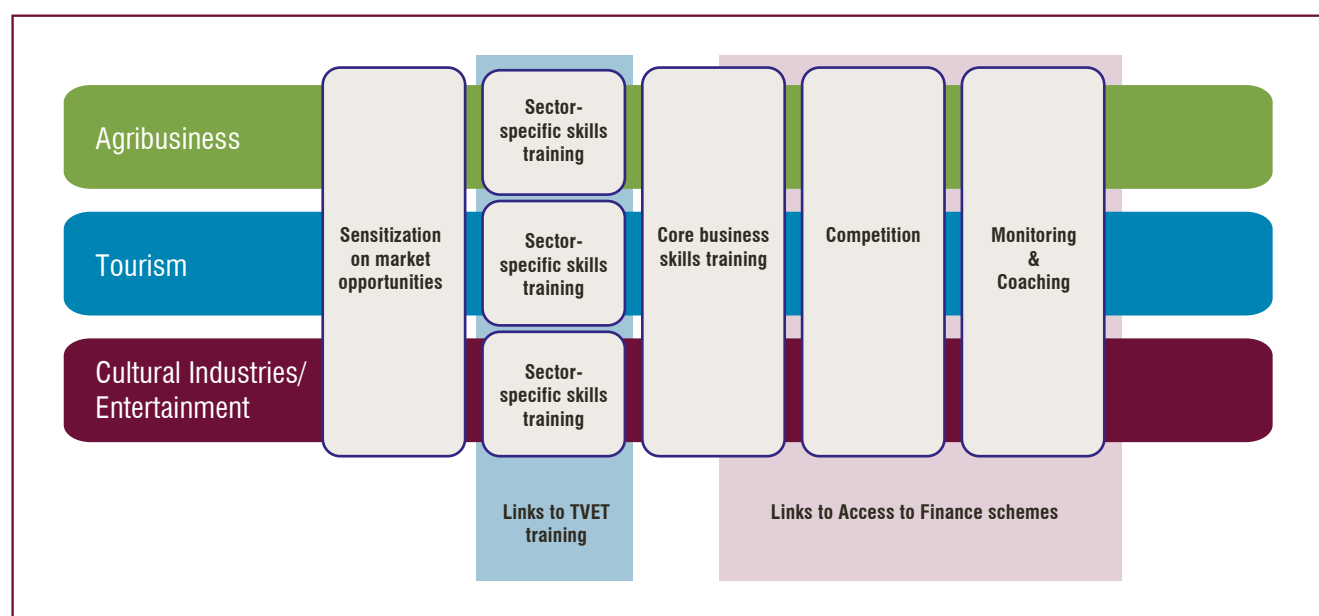 Agribusiness
Tourism
Cultural Industries/
Entertainment
Sensitization
on market
opportunities
Sector-
specific skills
training
Sector-
specific skills
training
Sector-
specific skills
training
Core business
skills training
Competition
Monitoring
&
Coaching
Links to TVET
training
Links to Access to Finance schemes